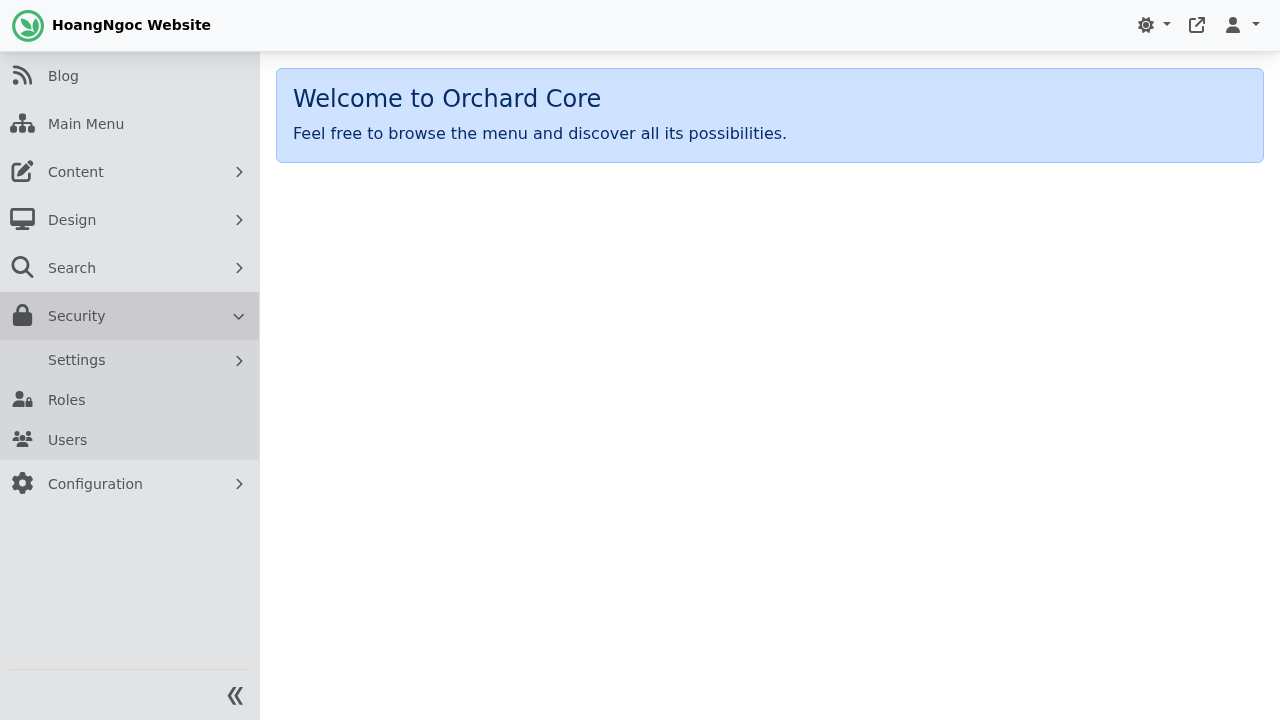 HoangNgoc Website
Blog
Main Menu
Content
Design
Search
Security
Settings
Roles
Users
Configuration
Welcome to Orchard Core
Feel free to browse the menu and discover all its possibilities.